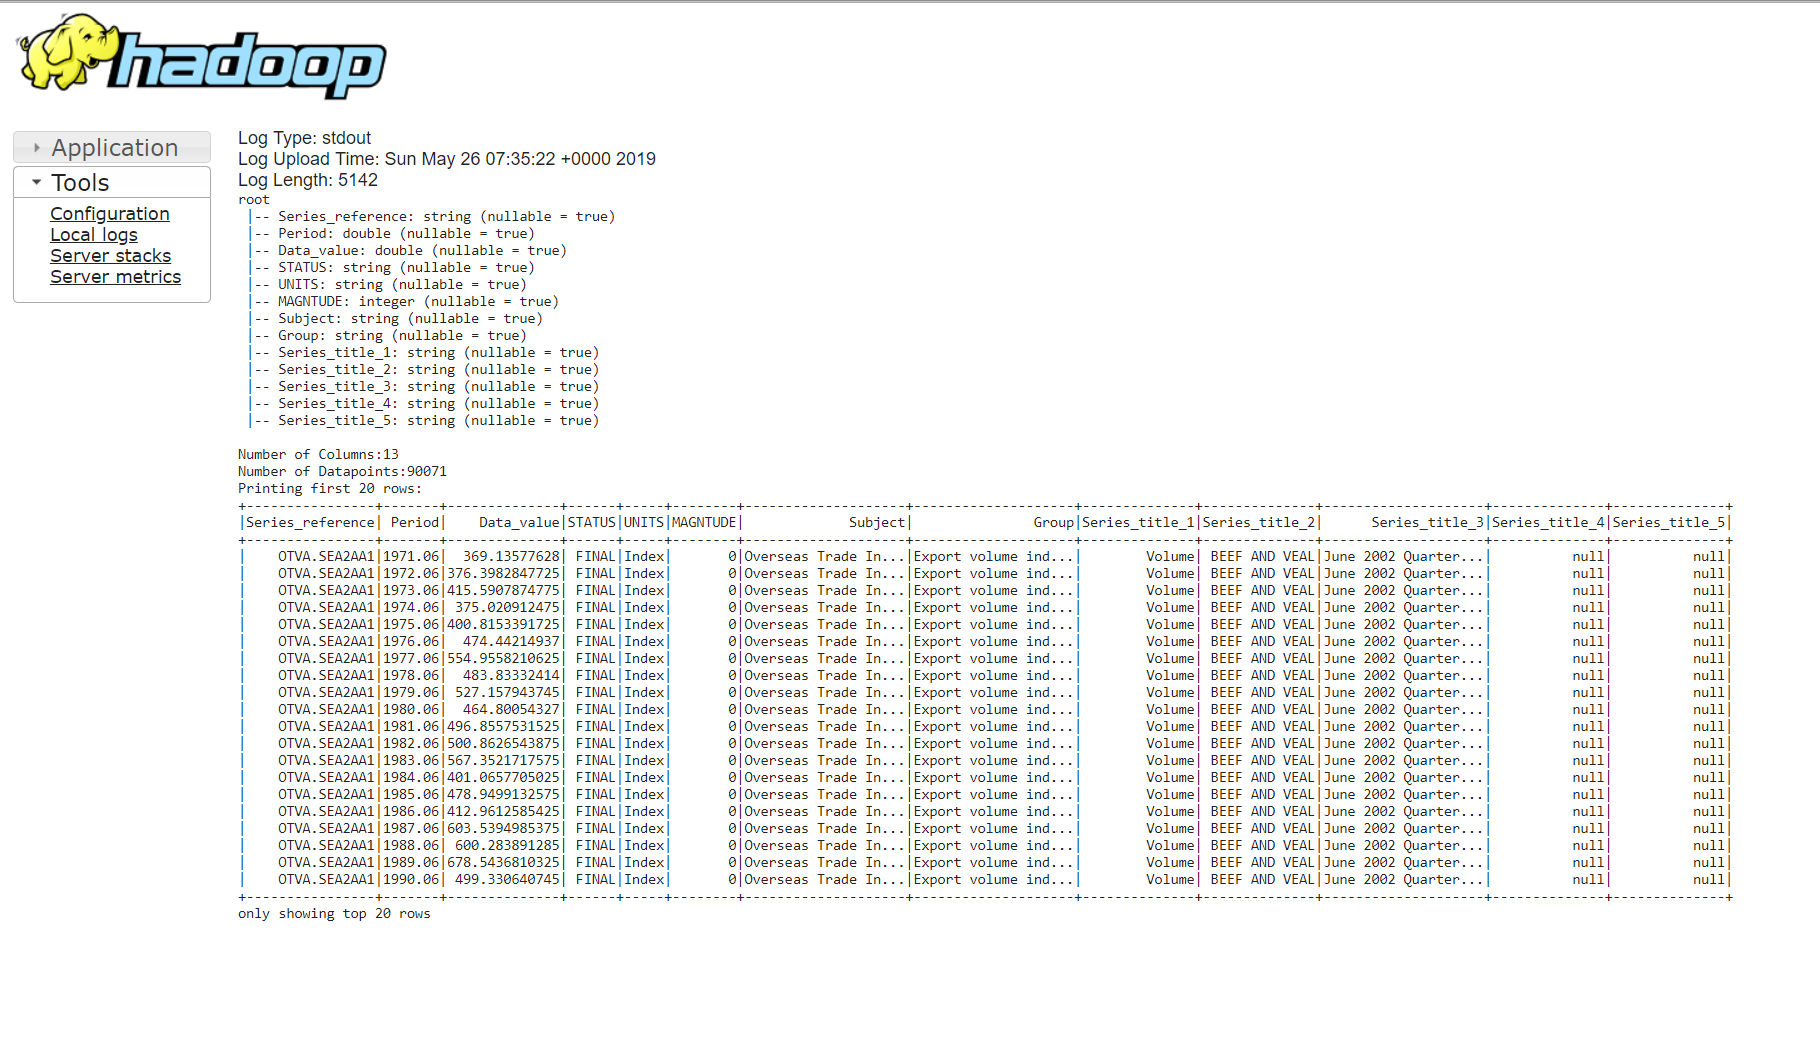 hadoop
Application
Tools
Configuration
Local logs
Server stacks
Server metrics
Log Type: stdout
Log Upload Time: Sun May 26 07:35:22 +0000 2019
Log Length: 5142
root
 |-- Series_reference: string (nullable = true)
 |-- Period: double (nullable = true)
 |-- Data_value: double (nullable = true)
 |-- STATUS: string (nullable = true)
 |-- UNITS: string (nullable = true)
 |-- MAGNTUDE: integer (nullable = true)
 |-- Subject: string (nullable = true)
 |-- Group: string (nullable = true)
 |-- Series_title_1: string (nullable = true)
 |-- Series_title_2: string (nullable = true)
 |-- Series_title_3: string (nullable = true)
 |-- Series_title_4: string (nullable = true)
 |-- Series_title_5: string (nullable = true)
Number of Columns:13
Number of Datapoints:90071
Printing first 20 rows:
+----------------+-------+--------------+------+-----+--------+--------------------+--------------------+--------------+--------------+--------------------+--------------+--------------+
|Series_reference| Period|    Data_value|STATUS|UNITS|MAGNTUDE|             Subject|               Group|Series_title_1|Series_title_2|      Series_title_3|Series_title_4|Series_title_5|
+----------------+-------+--------------+------+-----+--------+--------------------+--------------------+--------------+--------------+--------------------+--------------+--------------+
|    OTVA.SEA2AA1|1971.06|  369.13577628| FINAL|Index|       0|Overseas Trade In...|Export volume ind...|        Volume| BEEF AND VEAL|June 2002 Quarter...|          null|          null|
|    OTVA.SEA2AA1|1972.06|376.3982847725| FINAL|Index|       0|Overseas Trade In...|Export volume ind...|        Volume| BEEF AND VEAL|June 2002 Quarter...|          null|          null|
|    OTVA.SEA2AA1|1973.06|415.5907874775| FINAL|Index|       0|Overseas Trade In...|Export volume ind...|        Volume| BEEF AND VEAL|June 2002 Quarter...|          null|          null|
|    OTVA.SEA2AA1|1974.06| 375.020912475| FINAL|Index|       0|Overseas Trade In...|Export volume ind...|        Volume| BEEF AND VEAL|June 2002 Quarter...|          null|          null|
|    OTVA.SEA2AA1|1975.06|400.8153391725| FINAL|Index|       0|Overseas Trade In...|Export volume ind...|        Volume| BEEF AND VEAL|June 2002 Quarter...|          null|          null|
|    OTVA.SEA2AA1|1976.06|  474.44214937| FINAL|Index|       0|Overseas Trade In...|Export volume ind...|        Volume| BEEF AND VEAL|June 2002 Quarter...|          null|          null|
|    OTVA.SEA2AA1|1977.06|554.9558210625| FINAL|Index|       0|Overseas Trade In...|Export volume ind...|        Volume| BEEF AND VEAL|June 2002 Quarter...|          null|          null|
|    OTVA.SEA2AA1|1978.06|  483.83332414| FINAL|Index|       0|Overseas Trade In...|Export volume ind...|        Volume| BEEF AND VEAL|June 2002 Quarter...|          null|          null|
|    OTVA.SEA2AA1|1979.06| 527.157943745| FINAL|Index|       0|Overseas Trade In...|Export volume ind...|        Volume| BEEF AND VEAL|June 2002 Quarter...|          null|          null|
|    OTVA.SEA2AA1|1980.06|  464.80054327| FINAL|Index|       0|Overseas Trade In...|Export volume ind...|        Volume| BEEF AND VEAL|June 2002 Quarter...|          null|          null|
|    OTVA.SEA2AA1|1981.06|496.8557531525| FINAL|Index|       0|Overseas Trade In...|Export volume ind...|        Volume| BEEF AND VEAL|June 2002 Quarter...|          null|          null|
|    OTVA.SEA2AA1|1982.06|500.8626543875| FINAL|Index|       0|Overseas Trade In...|Export volume ind...|        Volume| BEEF AND VEAL|June 2002 Quarter...|          null|          null|
|    OTVA.SEA2AA1|1983.06|567.3521717575| FINAL|Index|       0|Overseas Trade In...|Export volume ind...|        Volume| BEEF AND VEAL|June 2002 Quarter...|          null|          null|
|    OTVA.SEA2AA1|1984.06|401.0657705025| FINAL|Index|       0|Overseas Trade In...|Export volume ind...|        Volume| BEEF AND VEAL|June 2002 Quarter...|          null|          null|
|    OTVA.SEA2AA1|1985.06|478.9499132575| FINAL|Index|       0|Overseas Trade In...|Export volume ind...|        Volume| BEEF AND VEAL|June 2002 Quarter...|          null|          null|
|    OTVA.SEA2AA1|1986.06|412.9612585425| FINAL|Index|       0|Overseas Trade In...|Export volume ind...|        Volume| BEEF AND VEAL|June 2002 Quarter...|          null|          null|
|    OTVA.SEA2AA1|1987.06|603.5394985375| FINAL|Index|       0|Overseas Trade In...|Export volume ind...|        Volume| BEEF AND VEAL|June 2002 Quarter...|          null|          null|
|    OTVA.SEA2AA1|1988.06| 600.283891285| FINAL|Index|       0|Overseas Trade In...|Export volume ind...|        Volume| BEEF AND VEAL|June 2002 Quarter...|          null|          null|
|    OTVA.SEA2AA1|1989.06|678.5436810325| FINAL|Index|       0|Overseas Trade In...|Export volume ind...|        Volume| BEEF AND VEAL|June 2002 Quarter...|          null|          null|
|    OTVA.SEA2AA1|1990.06| 499.330640745| FINAL|Index|       0|Overseas Trade In...|Export volume ind...|        Volume| BEEF AND VEAL|June 2002 Quarter...|          null|          null|
+----------------+-------+--------------+------+-----+--------+--------------------+--------------------+--------------+--------------+--------------------+--------------+--------------+
only showing top 20 rows